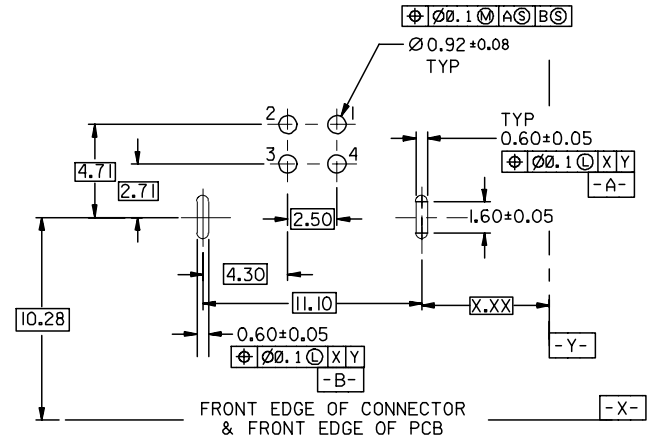 ⌖ Ø0.1 Ⓜ AⓈ BⓈ
Ø 0.92 ±0.08
TYP
2 1
3 4
TYP
0.60±0.05
⌖ Ø0.1 Ⓛ X Y
-A-
4.71
2.71
2.50
1.60±0.05
4.30
11.10
X.XX
10.28
0.60±0.05
⌖ Ø0.1 Ⓛ X Y
-B-
-Y-
-X-
FRONT EDGE OF CONNECTOR
& FRONT EDGE OF PCB